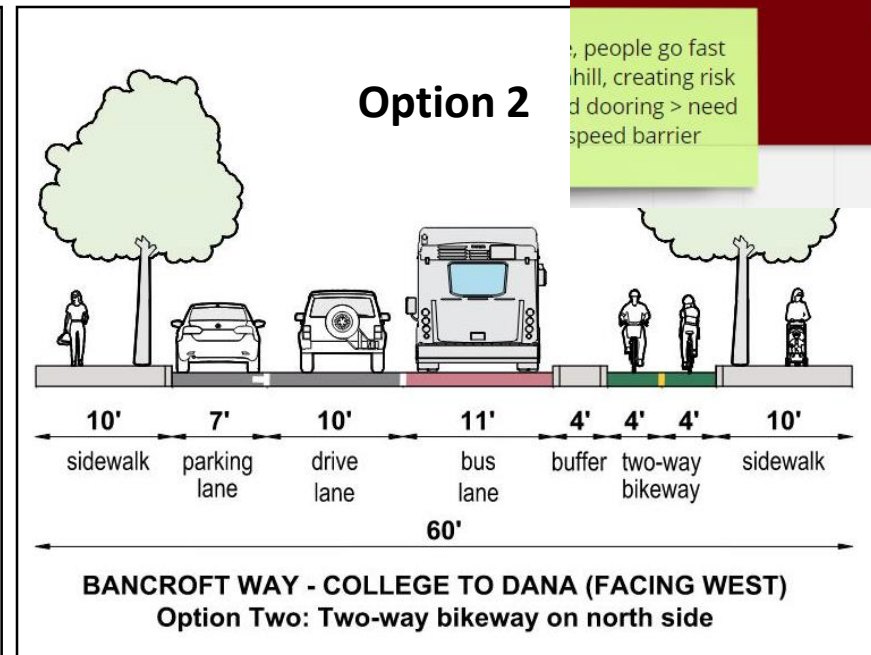 , people go fast
hill, creating risk
d dooring > need
speed barrier
Option 2
10' 7' 10' 11' 4' 4' 4' 10'
sidewalk parking lane drive lane bus lane buffer two-way bikeway sidewalk
60'
BANCROFT WAY - COLLEGE TO DANA (FACING WEST)
Option Two: Two-way bikeway on north side